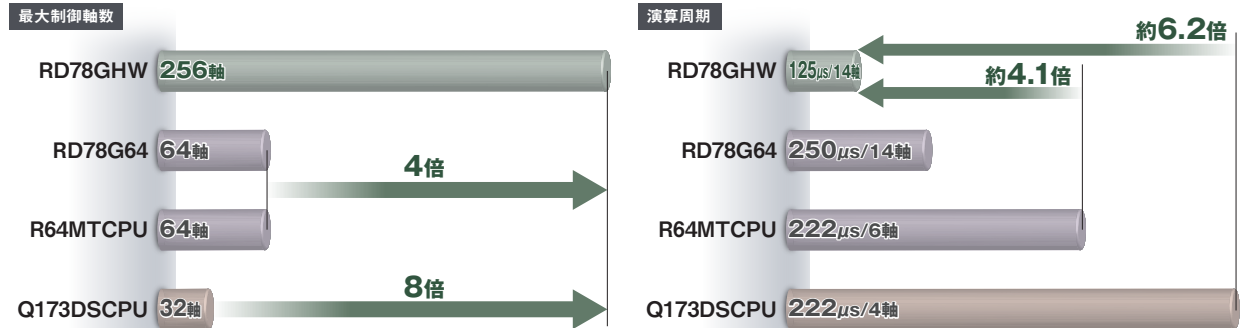 最大制御軸数
RD78GHW 256軸
RD78G64 64軸
4倍
R64MTCPU 64軸
Q173DSCPU 32軸
8倍
演算周期
約6.2倍
RD78GHW 125μs/14軸
約4.1倍
RD78G64 250μs/14軸
R64MTCPU 222μs/6軸
Q173DSCPU 222μs/4軸